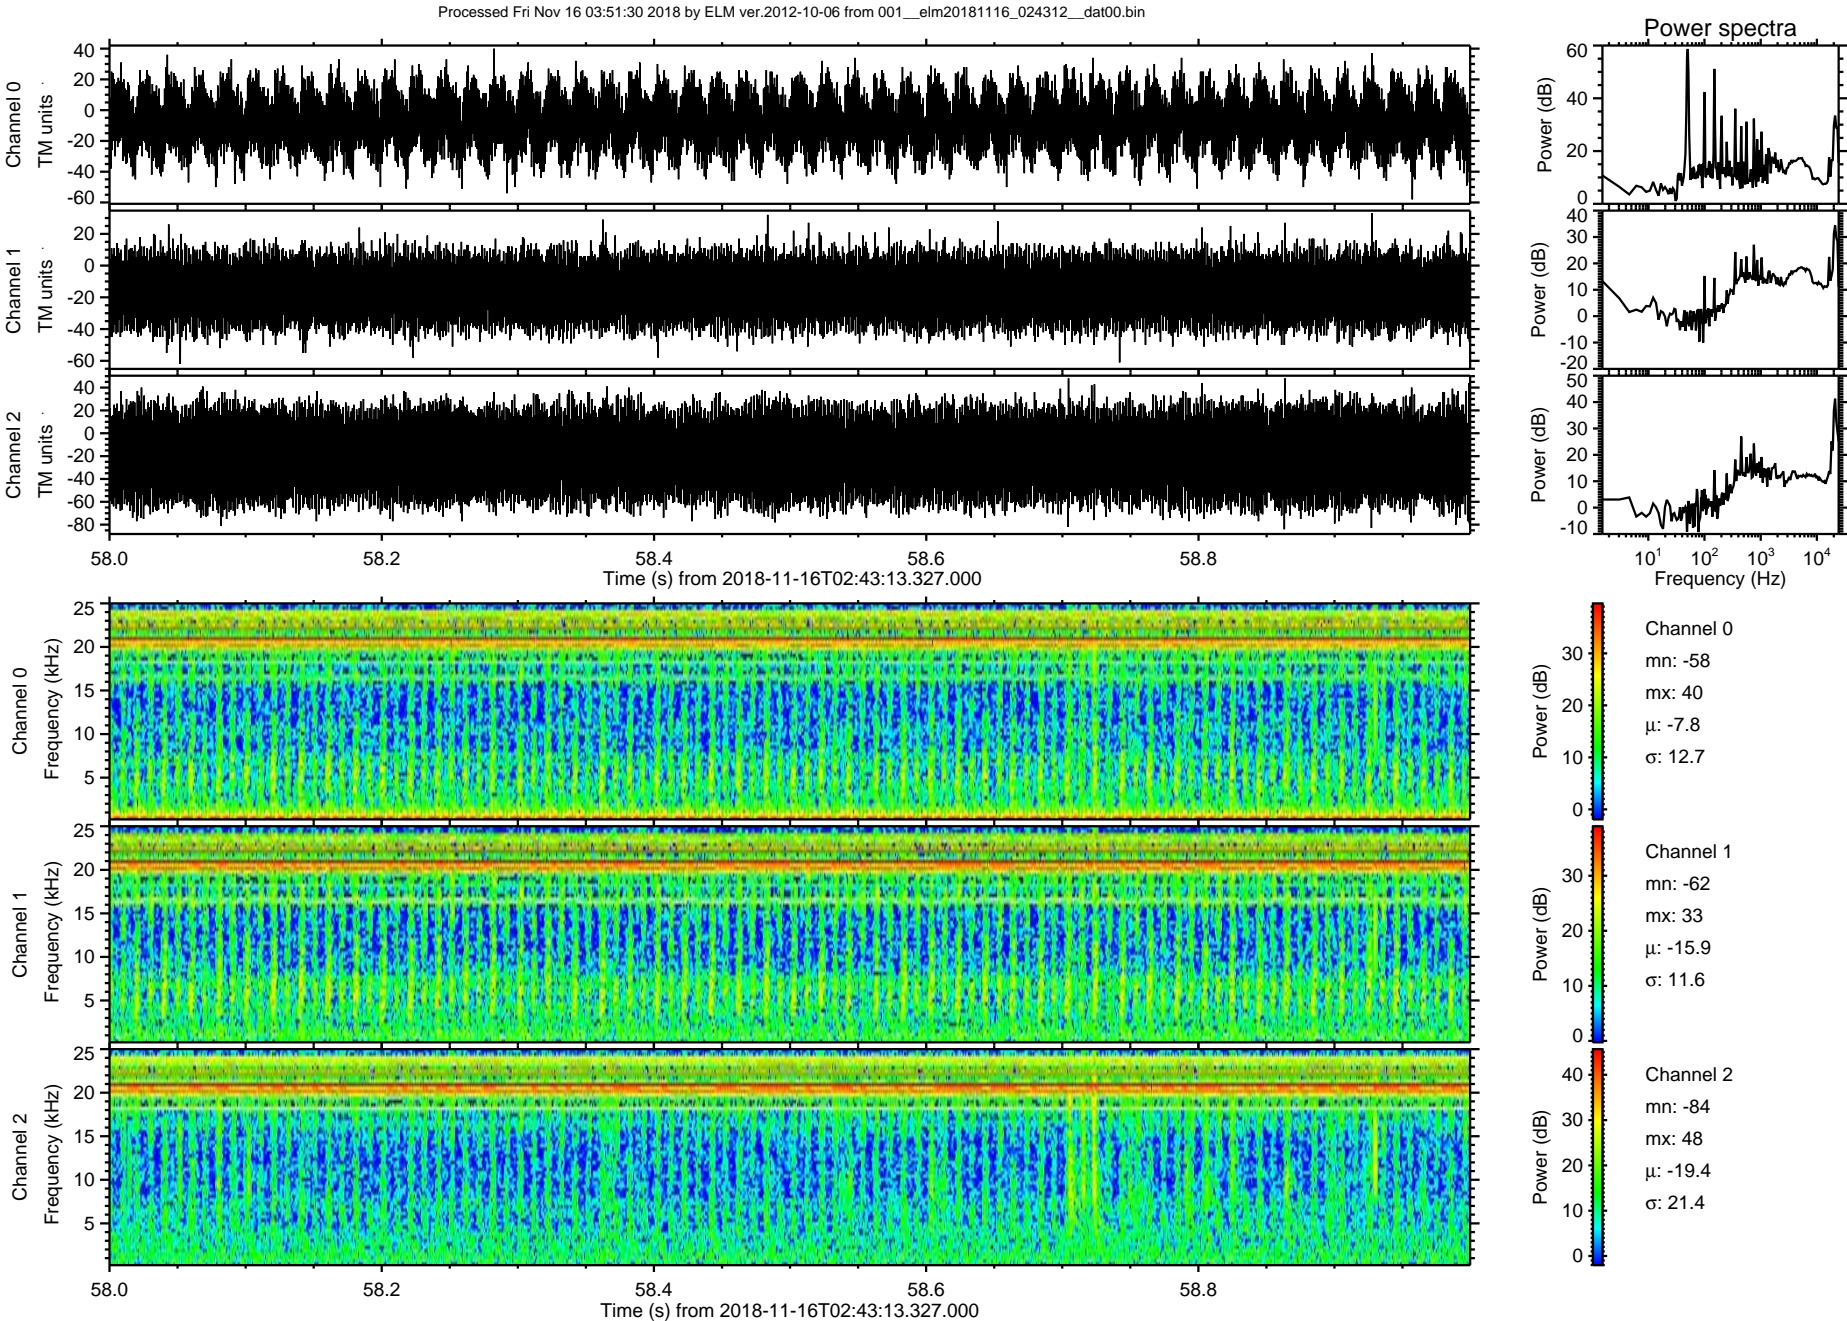 Processed Fri Nov 16 03:51:30 2018 by ELM ver.2012-10-06 from 001__elm20181116_024312__dat00.bin
Power spectra
Channel 0
TM units
40
20
0
-20
-40
-60
Power (dB)
60
40
20
0
Channel 1
TM units
20
0
-20
-40
-60
Power (dB)
40
30
20
10
0
-10
-20
Channel 2
TM units
40
20
0
-20
-40
-60
-80
Power (dB)
50
40
30
20
10
0
-10
58.0 58.2 58.4 58.6 58.8
Time (s) from 2018-11-16T02:43:13.327.000
10¹ 10² 10³ 10⁴
Frequency (Hz)
Channel 0
Frequency (kHz)
25
20
15
10
5
Power (dB)
30
20
10
0
Channel 0
mn: -58
mx: 40
μ: -7.8
σ: 12.7
Channel 1
Frequency (kHz)
25
20
15
10
5
Power (dB)
30
20
10
0
Channel 1
mn: -62
mx: 33
μ: -15.9
σ: 11.6
Channel 2
Frequency (kHz)
25
20
15
10
5
Power (dB)
40
30
20
10
0
Channel 2
mn: -84
mx: 48
μ: -19.4
σ: 21.4
58.0 58.2 58.4 58.6 58.8
Time (s) from 2018-11-16T02:43:13.327.000